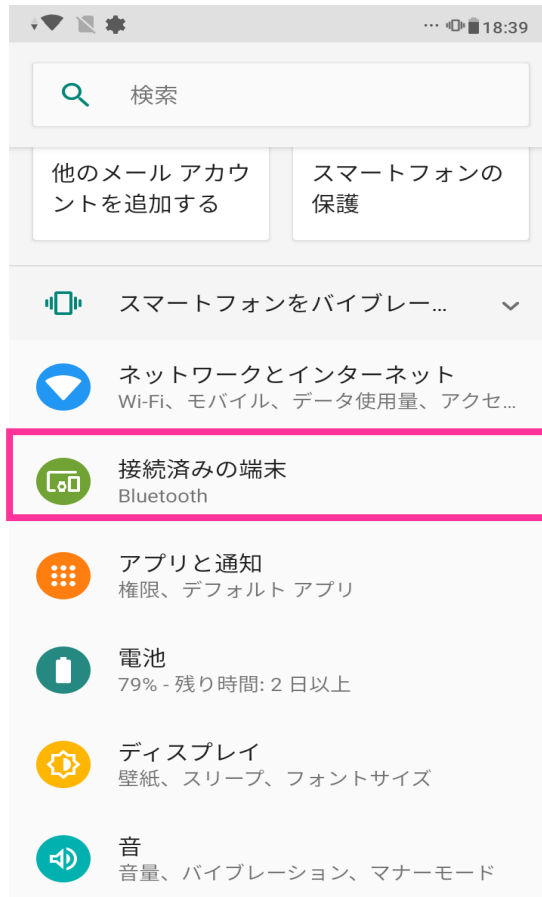 18:39
検索
他のメール アカウ
ントを追加する
スマートフォンの
保護
スマートフォンをバイブレー...
ネットワークとインターネット
Wi-Fi、モバイル、データ使用量、アクセ...
接続済みの端末
Bluetooth
アプリと通知
権限、デフォルト アプリ
電池
79% - 残り時間: 2 日以上
ディスプレイ
壁紙、スリープ、フォントサイズ
音
音量、バイブレーション、マナーモード